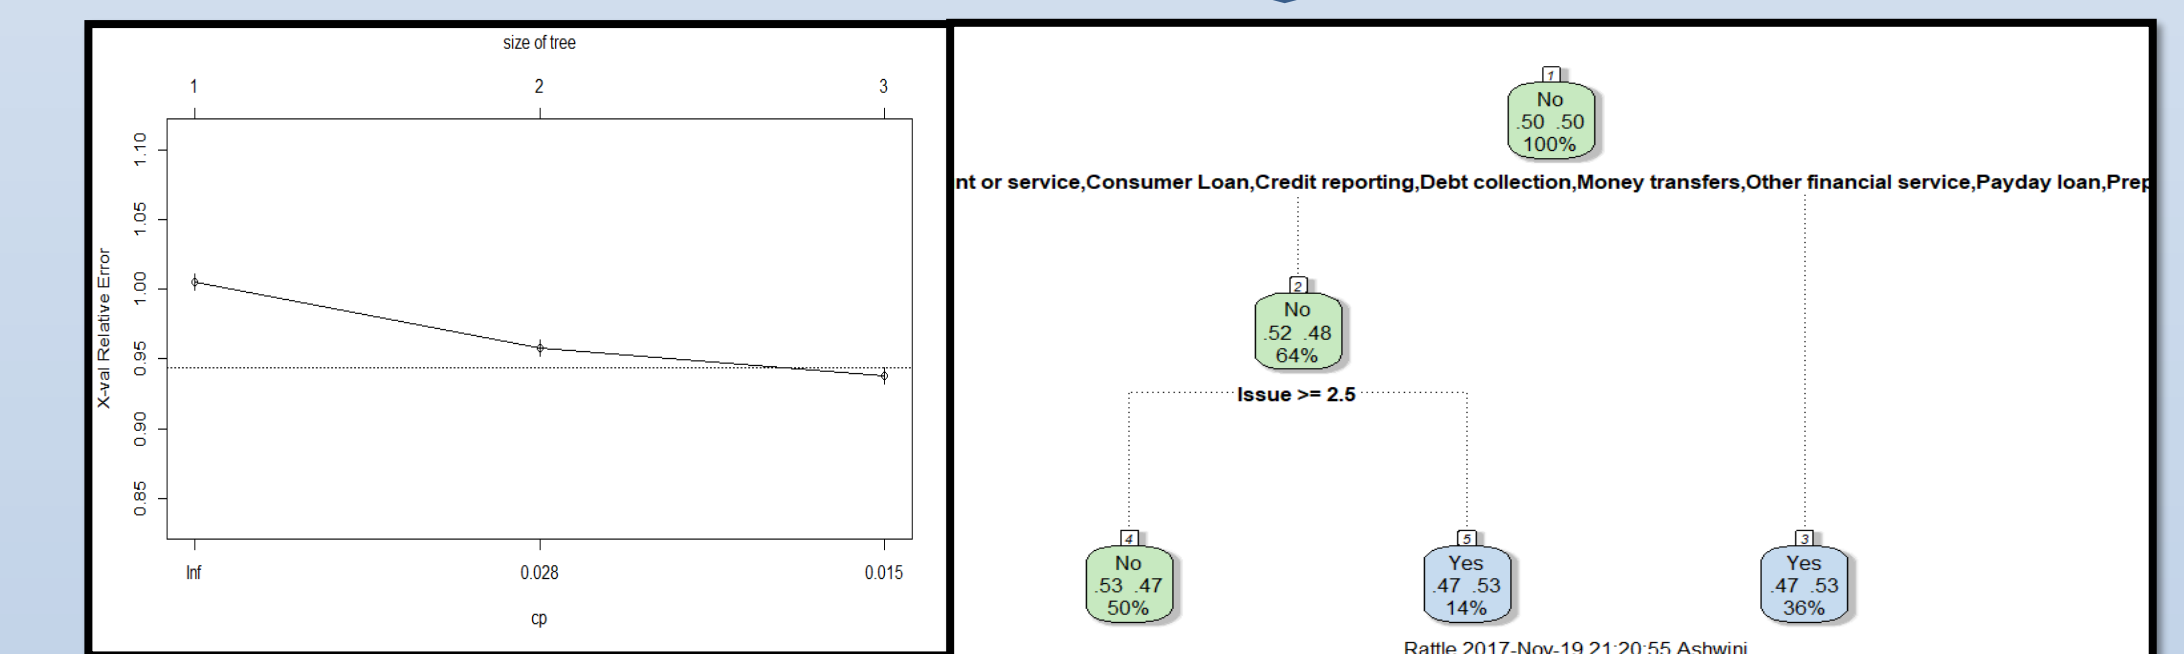 size of tree
1 2 3
1.10
1.05
1.00
0.95
0.90
0.85
X-val Relative Error
Inf 0.028 0.015
cp
1
No
.50 .50
100%
nt or service,Consumer Loan,Credit reporting,Debt collection,Money transfers,Other financial service,Payday loan,Prep
2
No
.52 .48
64%
Issue >= 2.5
4
No
.53 .47
50%
5
Yes
.47 .53
14%
3
Yes
.47 .53
36%
Rattle 2017-Nov-19 21:20:55 Ashwini